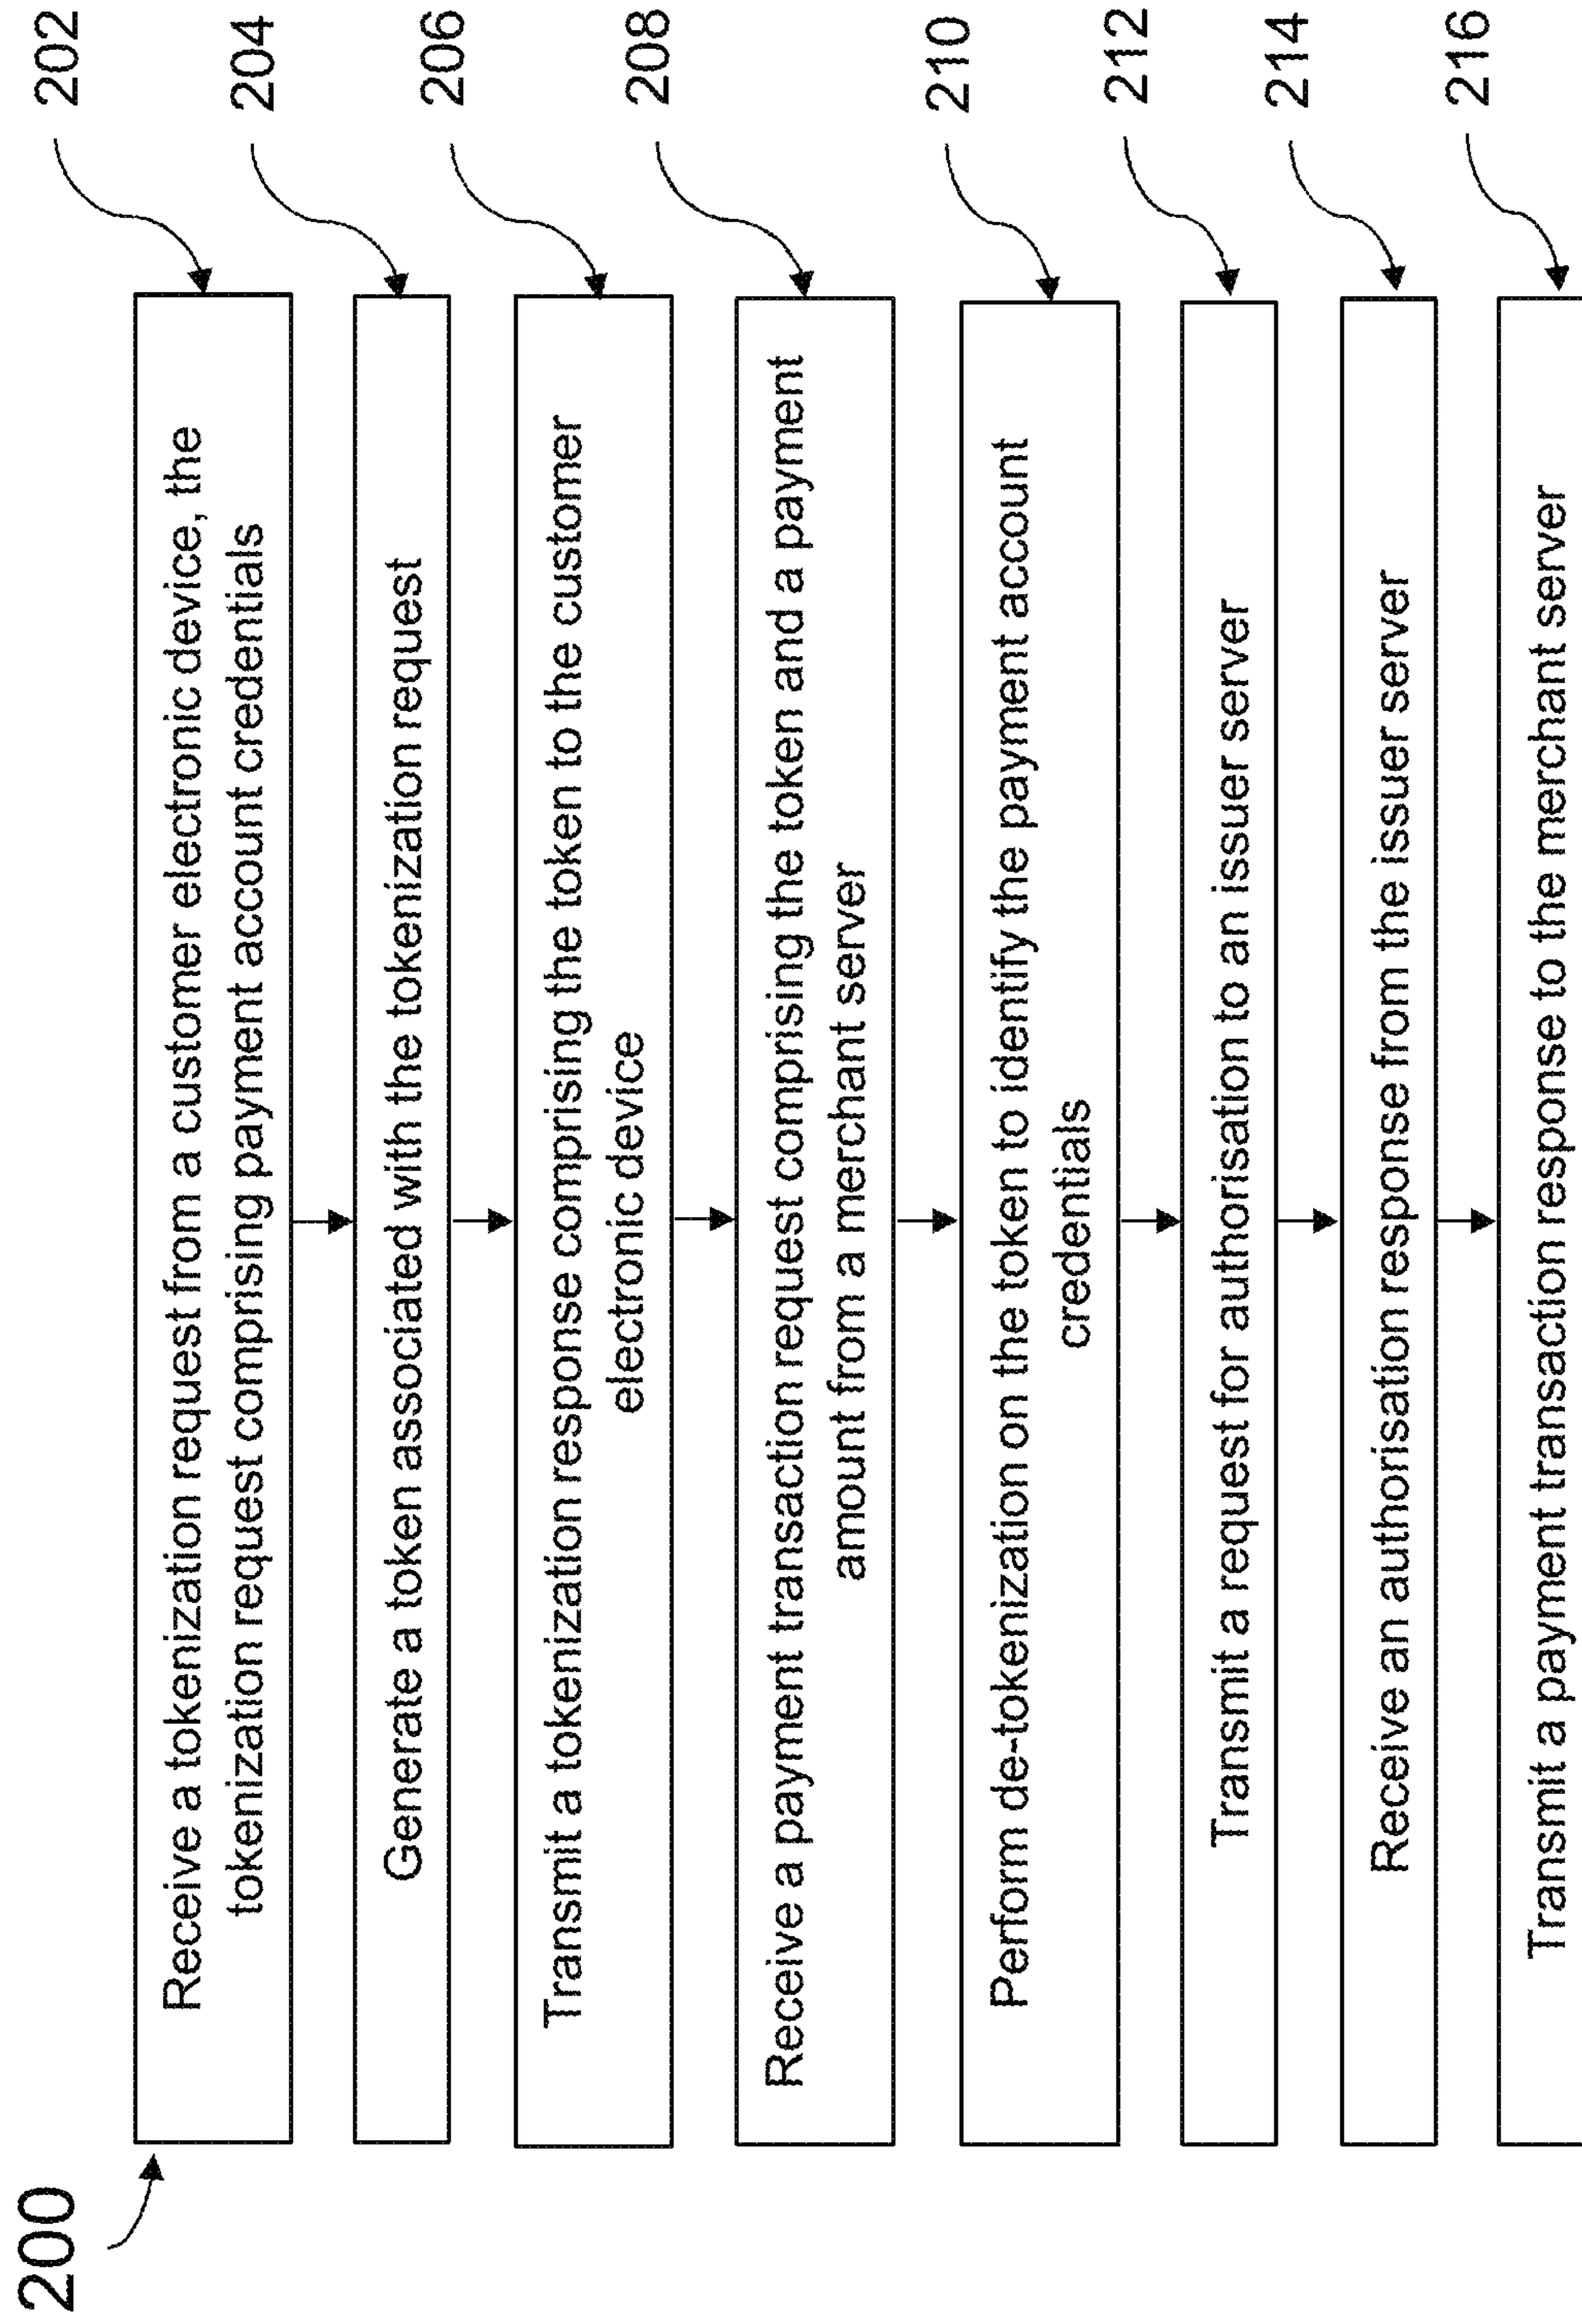 200
202
Receive a tokenization request from a customer electronic device, the
tokenization request comprising payment account credentials
204
Generate a token associated with the tokenization request
206
Transmit a tokenization response comprising the token to the customer
electronic device
208
Receive a payment transaction request comprising the token and a payment
amount from a merchant server
210
Perform de-tokenization on the token to identify the payment account
credentials
212
Transmit a request for authorisation to an issuer server
214
Receive an authorisation response from the issuer server
216
Transmit a payment transaction response to the merchant server